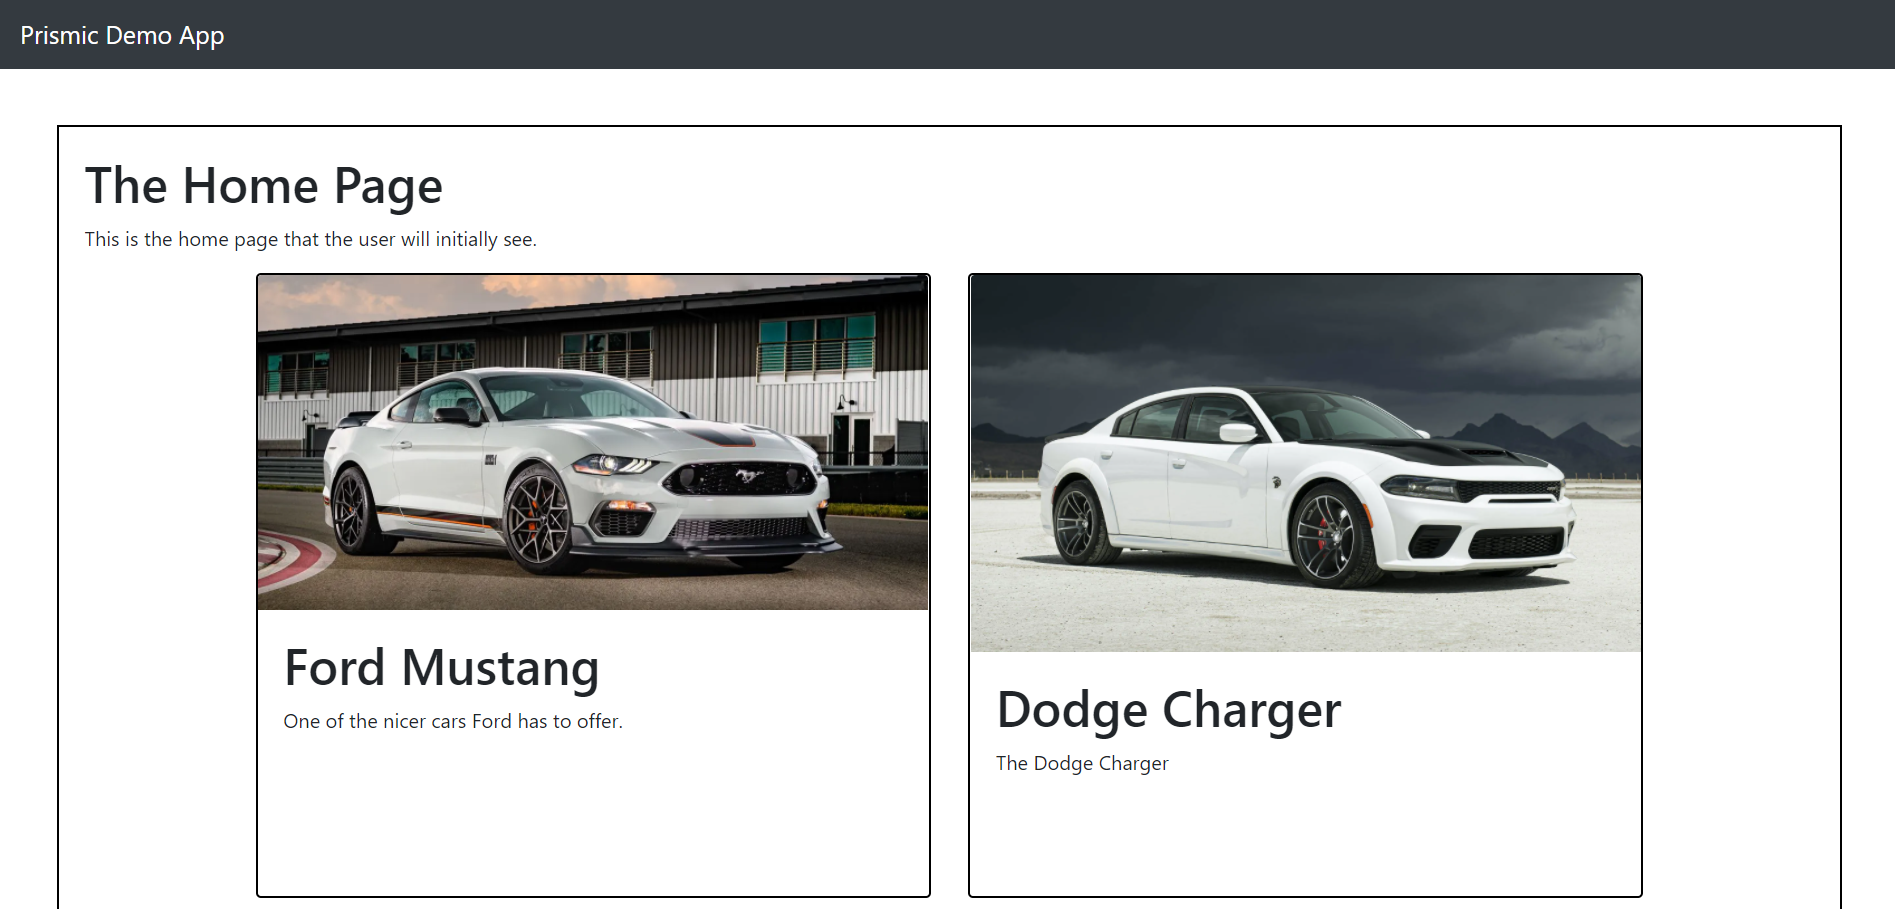 Prismic Demo App
The Home Page
This is the home page that the user will initially see.
Ford Mustang
One of the nicer cars Ford has to offer.
Dodge Charger
The Dodge Charger